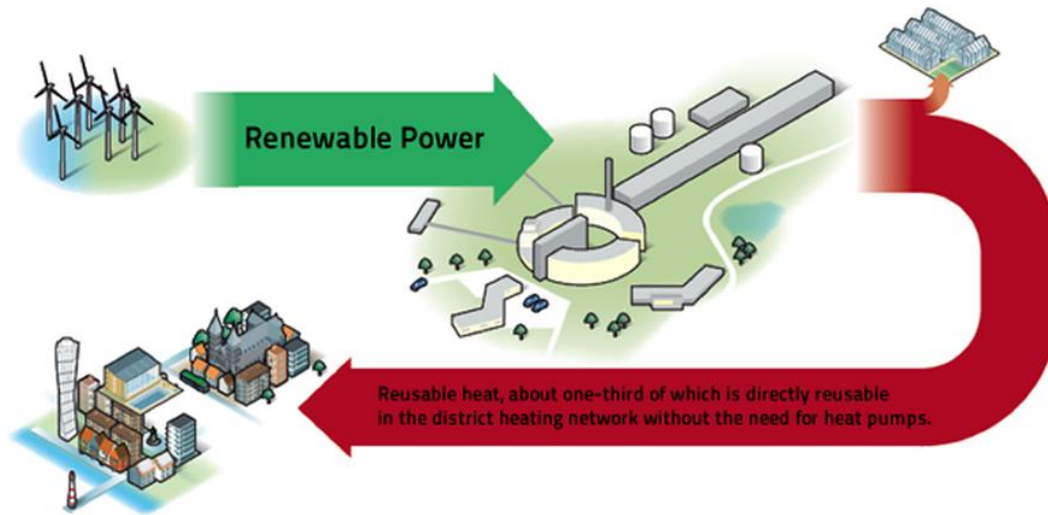 Renewable Power
Reusable heat, about one-third of which is directly reusable
in the district heating network without the need for heat pumps.